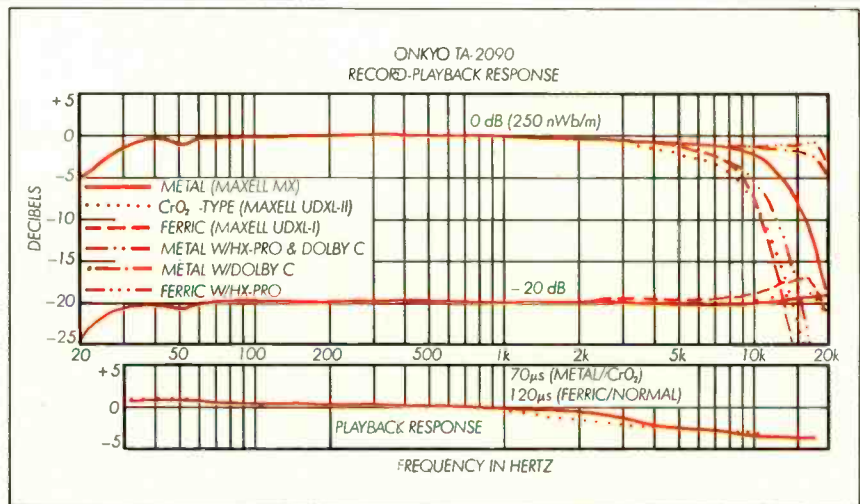 ONKYO TA-2090
RECORD-PLAYBACK RESPONSE
+5
0 dB (250 nWb/m)
0
-5
METAL (MAXELL MX)
CrO₂-TYPE (MAXELL UDXL-II)
-10
FERRIC (MAXELL UDXL-I)
DECIBELS
METAL W/HX-PRO & DOLBY C
-15
METAL W/DOLBY C
FERRIC W/HX-PRO
-20 dB
-20
-25
20 50 100 200 500 1k 2k 5k 10k 20k
+5
70µs (METAL/CrO₂)
120µs (FERRIC/NORMAL)
0
PLAYBACK RESPONSE
-5
FREQUENCY IN HERTZ